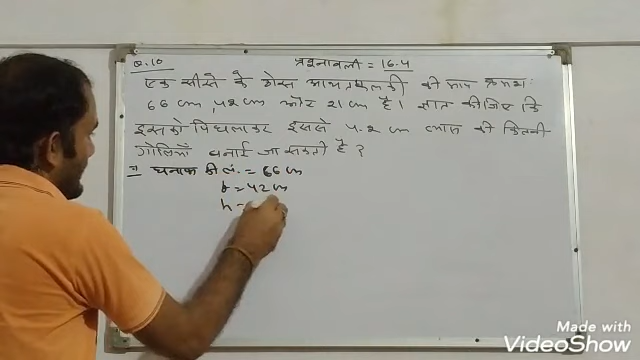 Q.10 प्रश्नावली = 16.4
एक सीसे के ठोस आयतफलकी की माप क्रमशः
66 cm, 42 cm और 21 cm है। ज्ञात कीजिए कि
इसको पिघलाकर इससे 4.2 cm व्यास की कितनी
गोलियाँ बनाई जा सकती है ?
⇒ घनाभ की लं. = 66 cm
b = 42 cm
h =
Made with
VideoShow